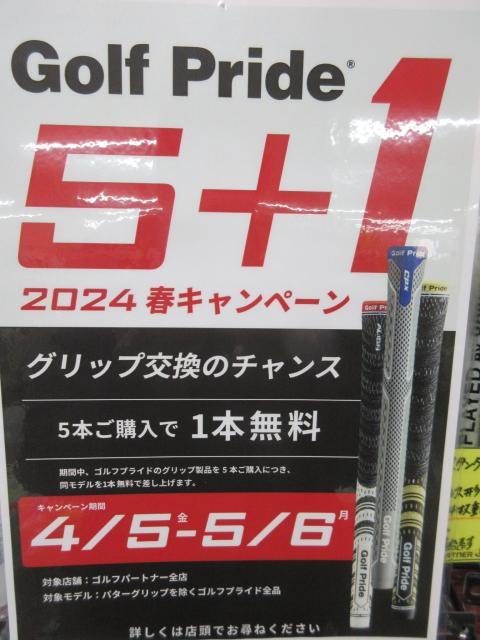 Golf Pride®
5+1
2024 春キャンペーン
グリップ交換のチャンス
5本ご購入で 1本無料
期間中、ゴルフプライドのグリップ製品を5本ご購入につき、
同モデルを1本無料で差し上げます。
キャンペーン期間
4/5金-5/6月
対象店舗：ゴルフパートナー全店
対象モデル：パターグリップを除くゴルフプライド全品
詳しくは店頭でお尋ねください
Golf Pride
Golf Pride
Golf Pride
CPX
Golf Pride
Golf Pride
PLAYED